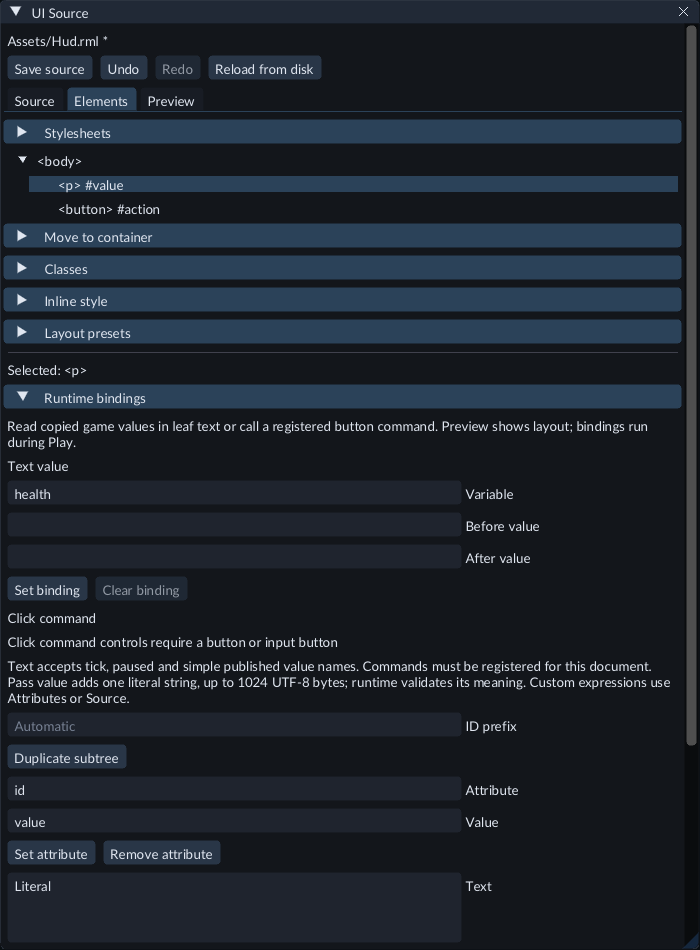 UI Source
Assets/Hud.rml *
Save source Undo Redo Reload from disk
Source Elements Preview
Stylesheets
<body>
<p> #value
<button> #action
Move to container
Classes
Inline style
Layout presets
Selected: <p>
Runtime bindings
Read copied game values in leaf text or call a registered button command. Preview shows layout; bindings run
during Play.
Text value
health Variable
Before value
After value
Set binding Clear binding
Click command
Click command controls require a button or input button
Text accepts tick, paused and simple published value names. Commands must be registered for this document.
Pass value adds one literal string, up to 1024 UTF-8 bytes; runtime validates its meaning. Custom expressions use
Attributes or Source.
Automatic ID prefix
Duplicate subtree
id Attribute
value Value
Set attribute Remove attribute
Literal Text